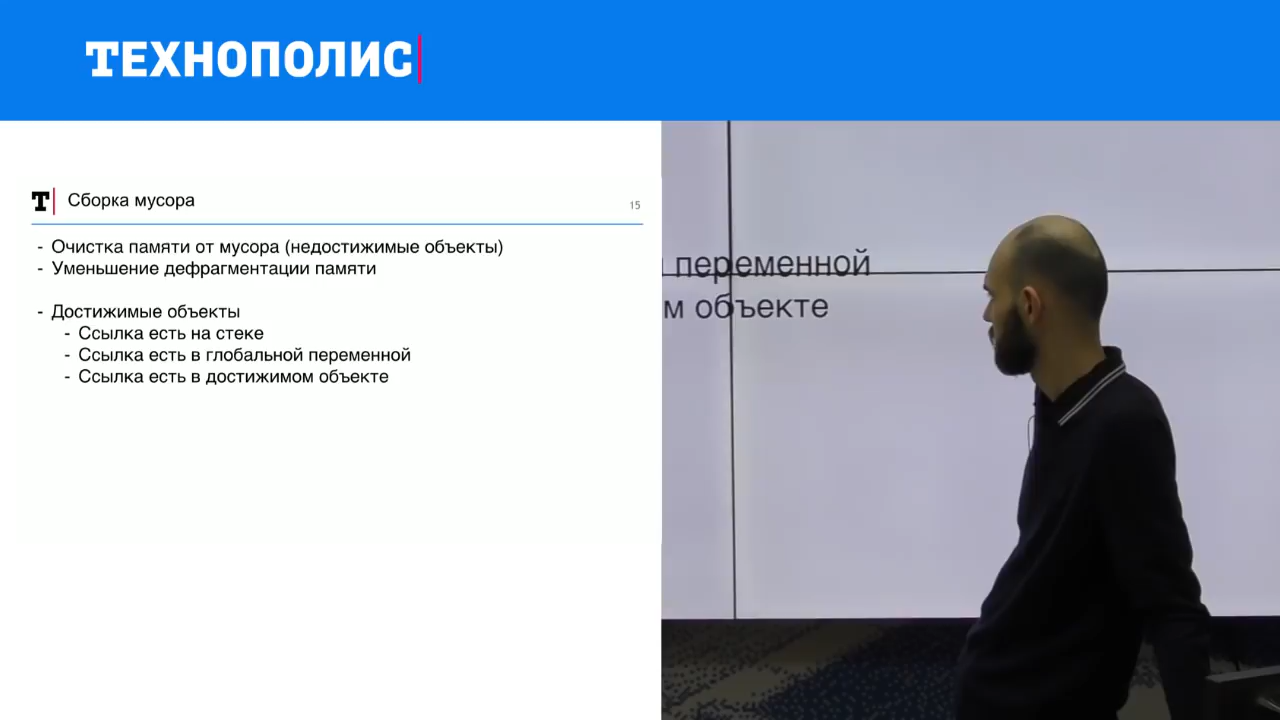 ТЕХНОПОЛИС
Т Сборка мусора
15
- Очистка памяти от мусора (недостижимые объекты)
- Уменьшение дефрагментации памяти
- Достижимые объекты
- Ссылка есть на стеке
- Ссылка есть в глобальной переменной
- Ссылка есть в достижимом объекте
переменной
м объекте